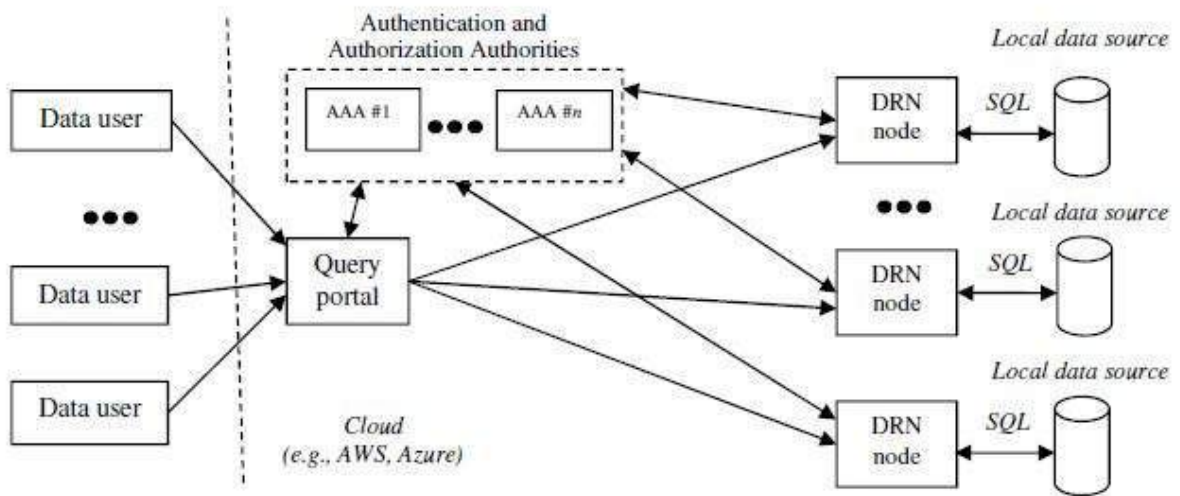 Authentication and
Authorization Authorities
AAA #1
AAA #n
Data user
Data user
Data user
Query
portal
Cloud
(e.g., AWS, Azure)
DRN
node
SQL
Local data source
DRN
node
SQL
Local data source
DRN
node
SQL
Local data source